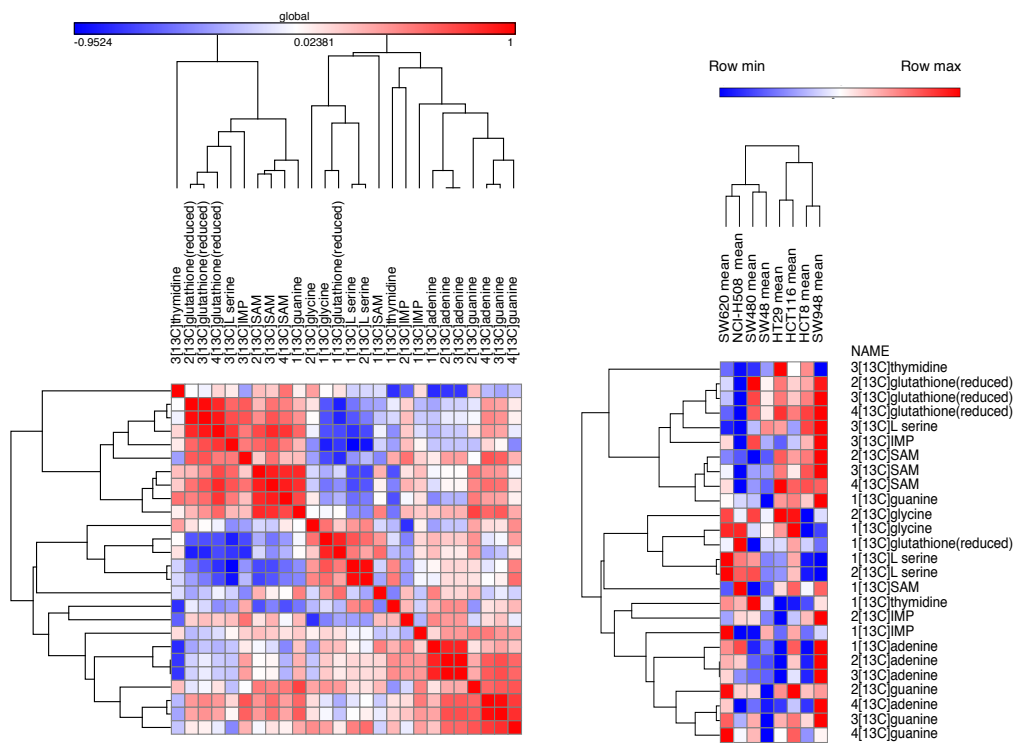 global
-0.9524 0.02381 1
3[13C]thymidine
2[13C]glutathione(reduced)
3[13C]glutathione(reduced)
4[13C]glutathione(reduced)
3[13C]L serine
3[13C]IMP
2[13C]SAM
3[13C]SAM
4[13C]SAM
1[13C]guanine
2[13C]glycine
1[13C]glycine
1[13C]glutathione(reduced)
1[13C]L serine
2[13C]L serine
1[13C]SAM
1[13C]thymidine
2[13C]IMP
1[13C]IMP
1[13C]adenine
2[13C]adenine
3[13C]adenine
2[13C]guanine
4[13C]adenine
3[13C]guanine
4[13C]guanine
Row min Row max
SW620 mean
NCI-H508 mean
SW480 mean
SW48 mean
HT29 mean
HCT116 mean
HCT8 mean
SW948 mean
NAME
3[13C]thymidine
2[13C]glutathione(reduced)
3[13C]glutathione(reduced)
4[13C]glutathione(reduced)
3[13C]L serine
3[13C]IMP
2[13C]SAM
3[13C]SAM
4[13C]SAM
1[13C]guanine
2[13C]glycine
1[13C]glycine
1[13C]glutathione(reduced)
1[13C]L serine
2[13C]L serine
1[13C]SAM
1[13C]thymidine
2[13C]IMP
1[13C]IMP
1[13C]adenine
2[13C]adenine
3[13C]adenine
2[13C]guanine
4[13C]adenine
3[13C]guanine
4[13C]guanine